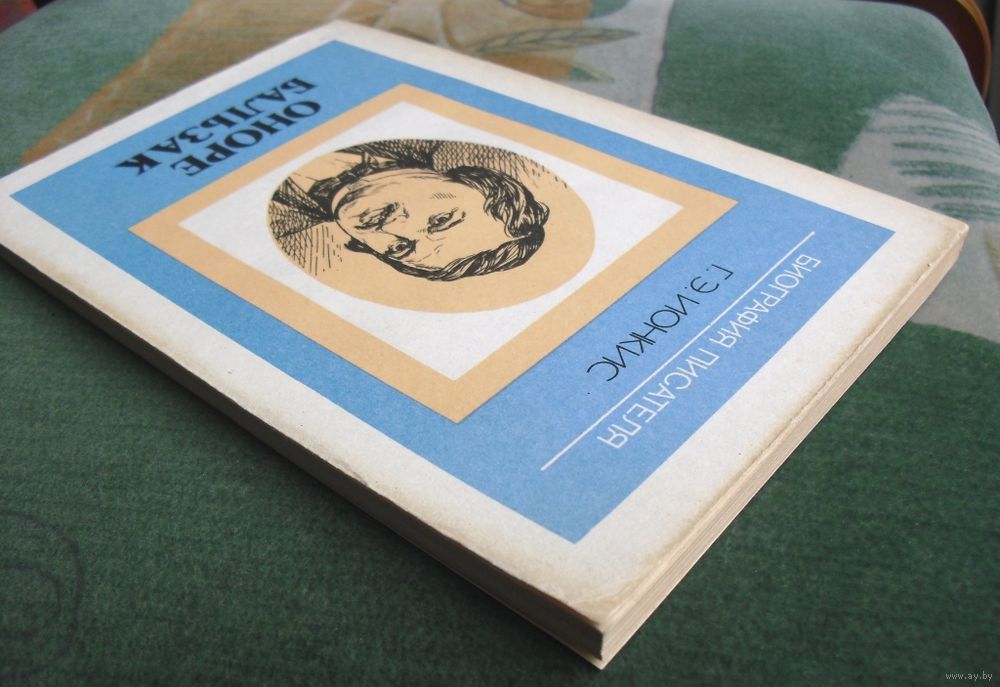 БИОГРАФИЯ ПИСАТЕЛЯ
Г.Э. ИОНКИС
ОНОРЕ
БАЛЬЗАК
www.ay.by